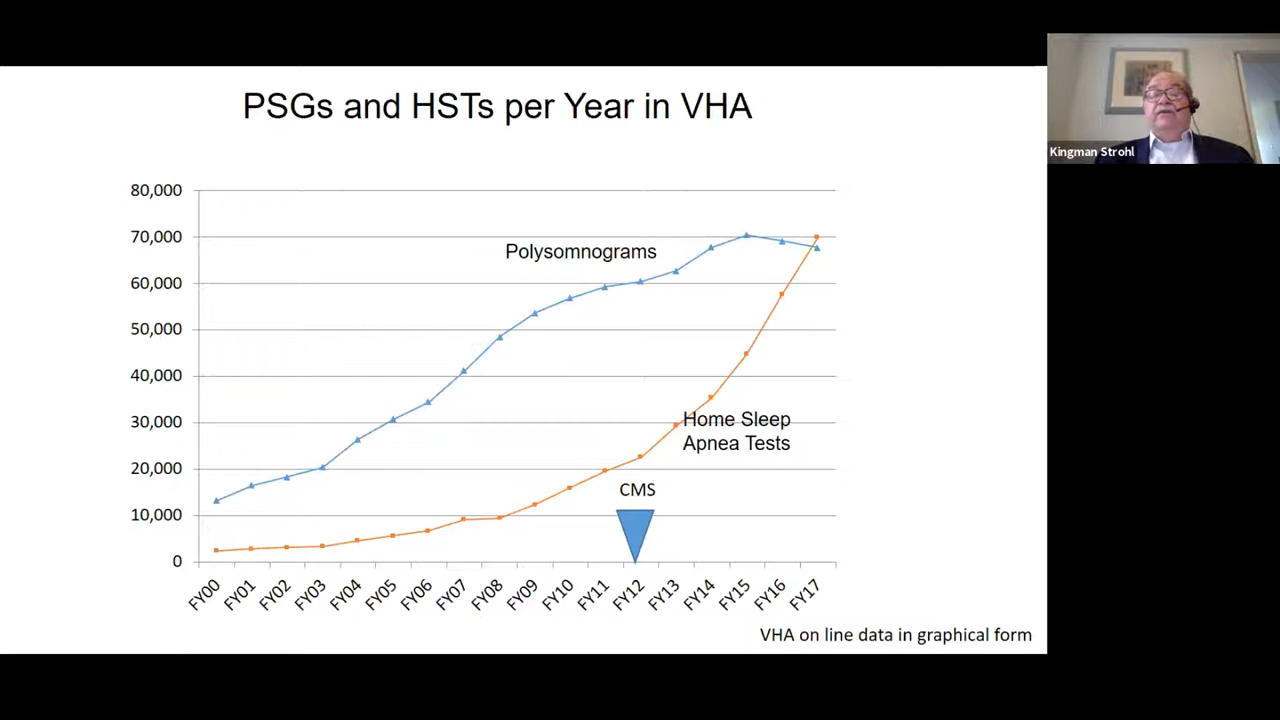 PSGs and HSTs per Year in VHA
Kingman Strohl
80,000
70,000
60,000
50,000
40,000
30,000
20,000
10,000
0
Polysomnograms
Home Sleep
Apnea Tests
CMS
FY00
FY01
FY02
FY03
FY04
FY05
FY06
FY07
FY08
FY09
FY10
FY11
FY12
FY13
FY14
FY15
FY16
FY17
VHA on line data in graphical form